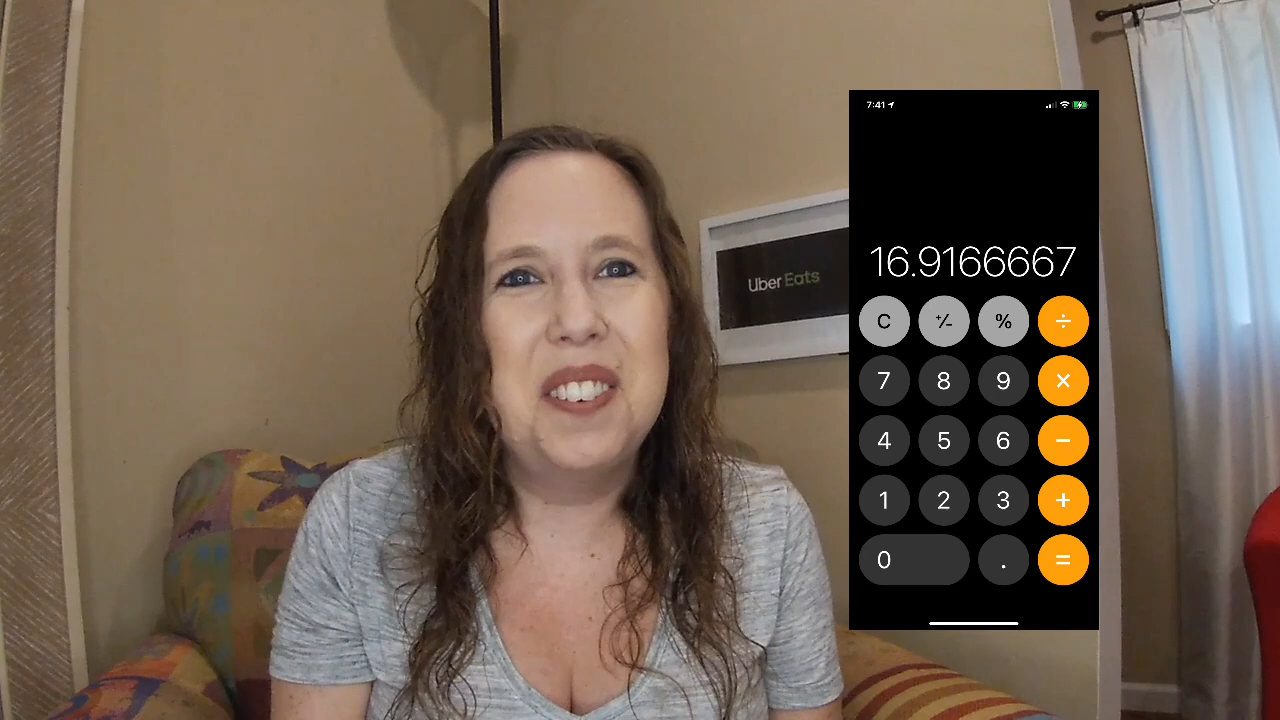 Uber Eats
7:41
16.9166667
C +/- % ÷
7 8 9 ×
4 5 6 −
1 2 3 +
0 . =